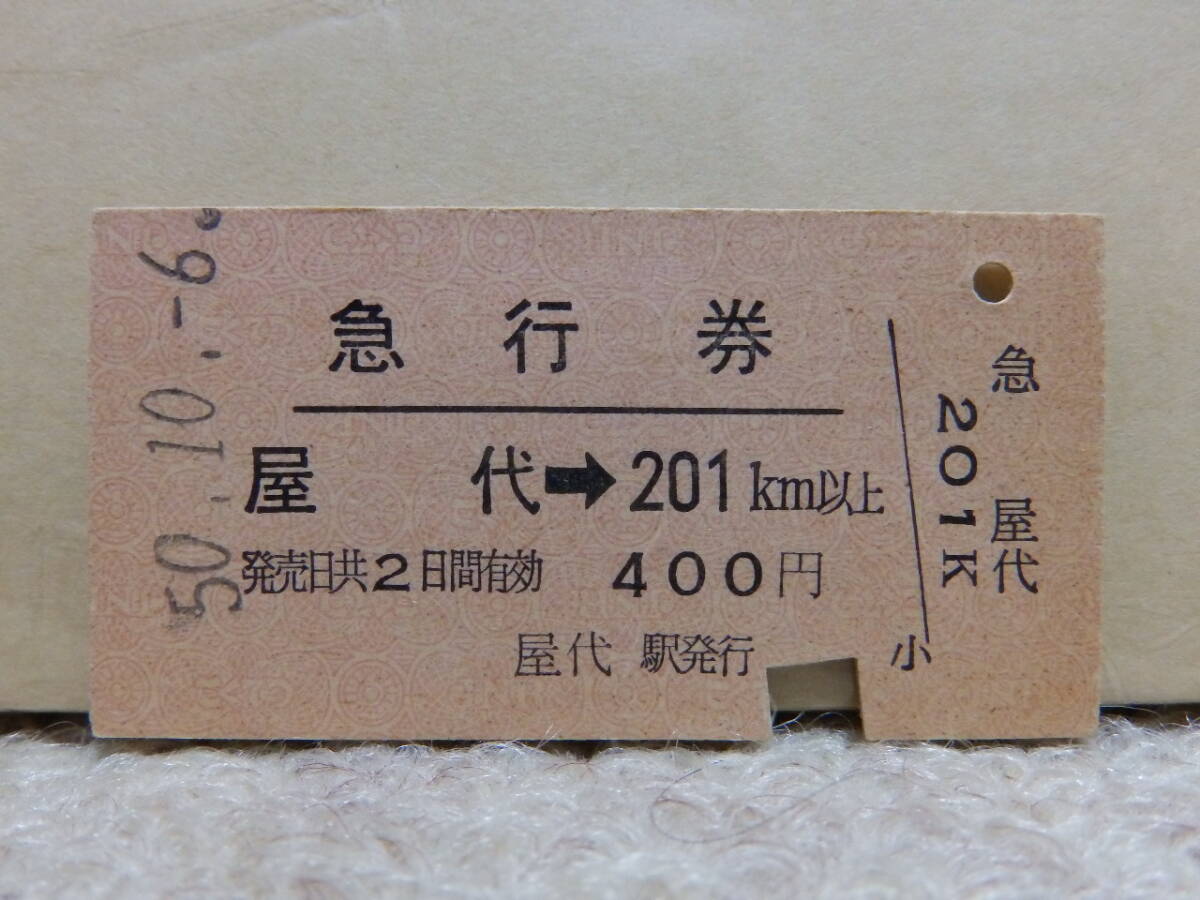 50.10.-6.
急行券
屋代➡201km以上
発売日共2日間有効 400円
屋代 駅発行
小
急 屋代
201K